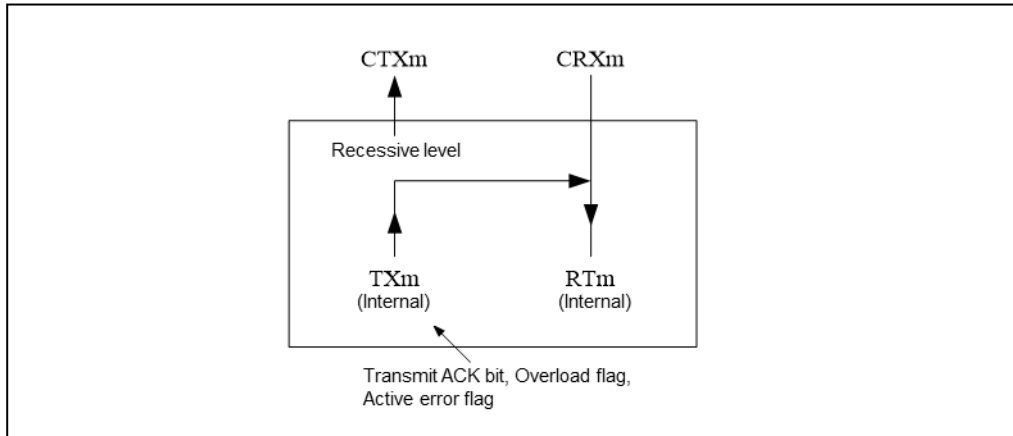 CTXm
CRXm
Recessive level
TXm
(Internal)
RTm
(Internal)
Transmit ACK bit, Overload flag,
Active error flag